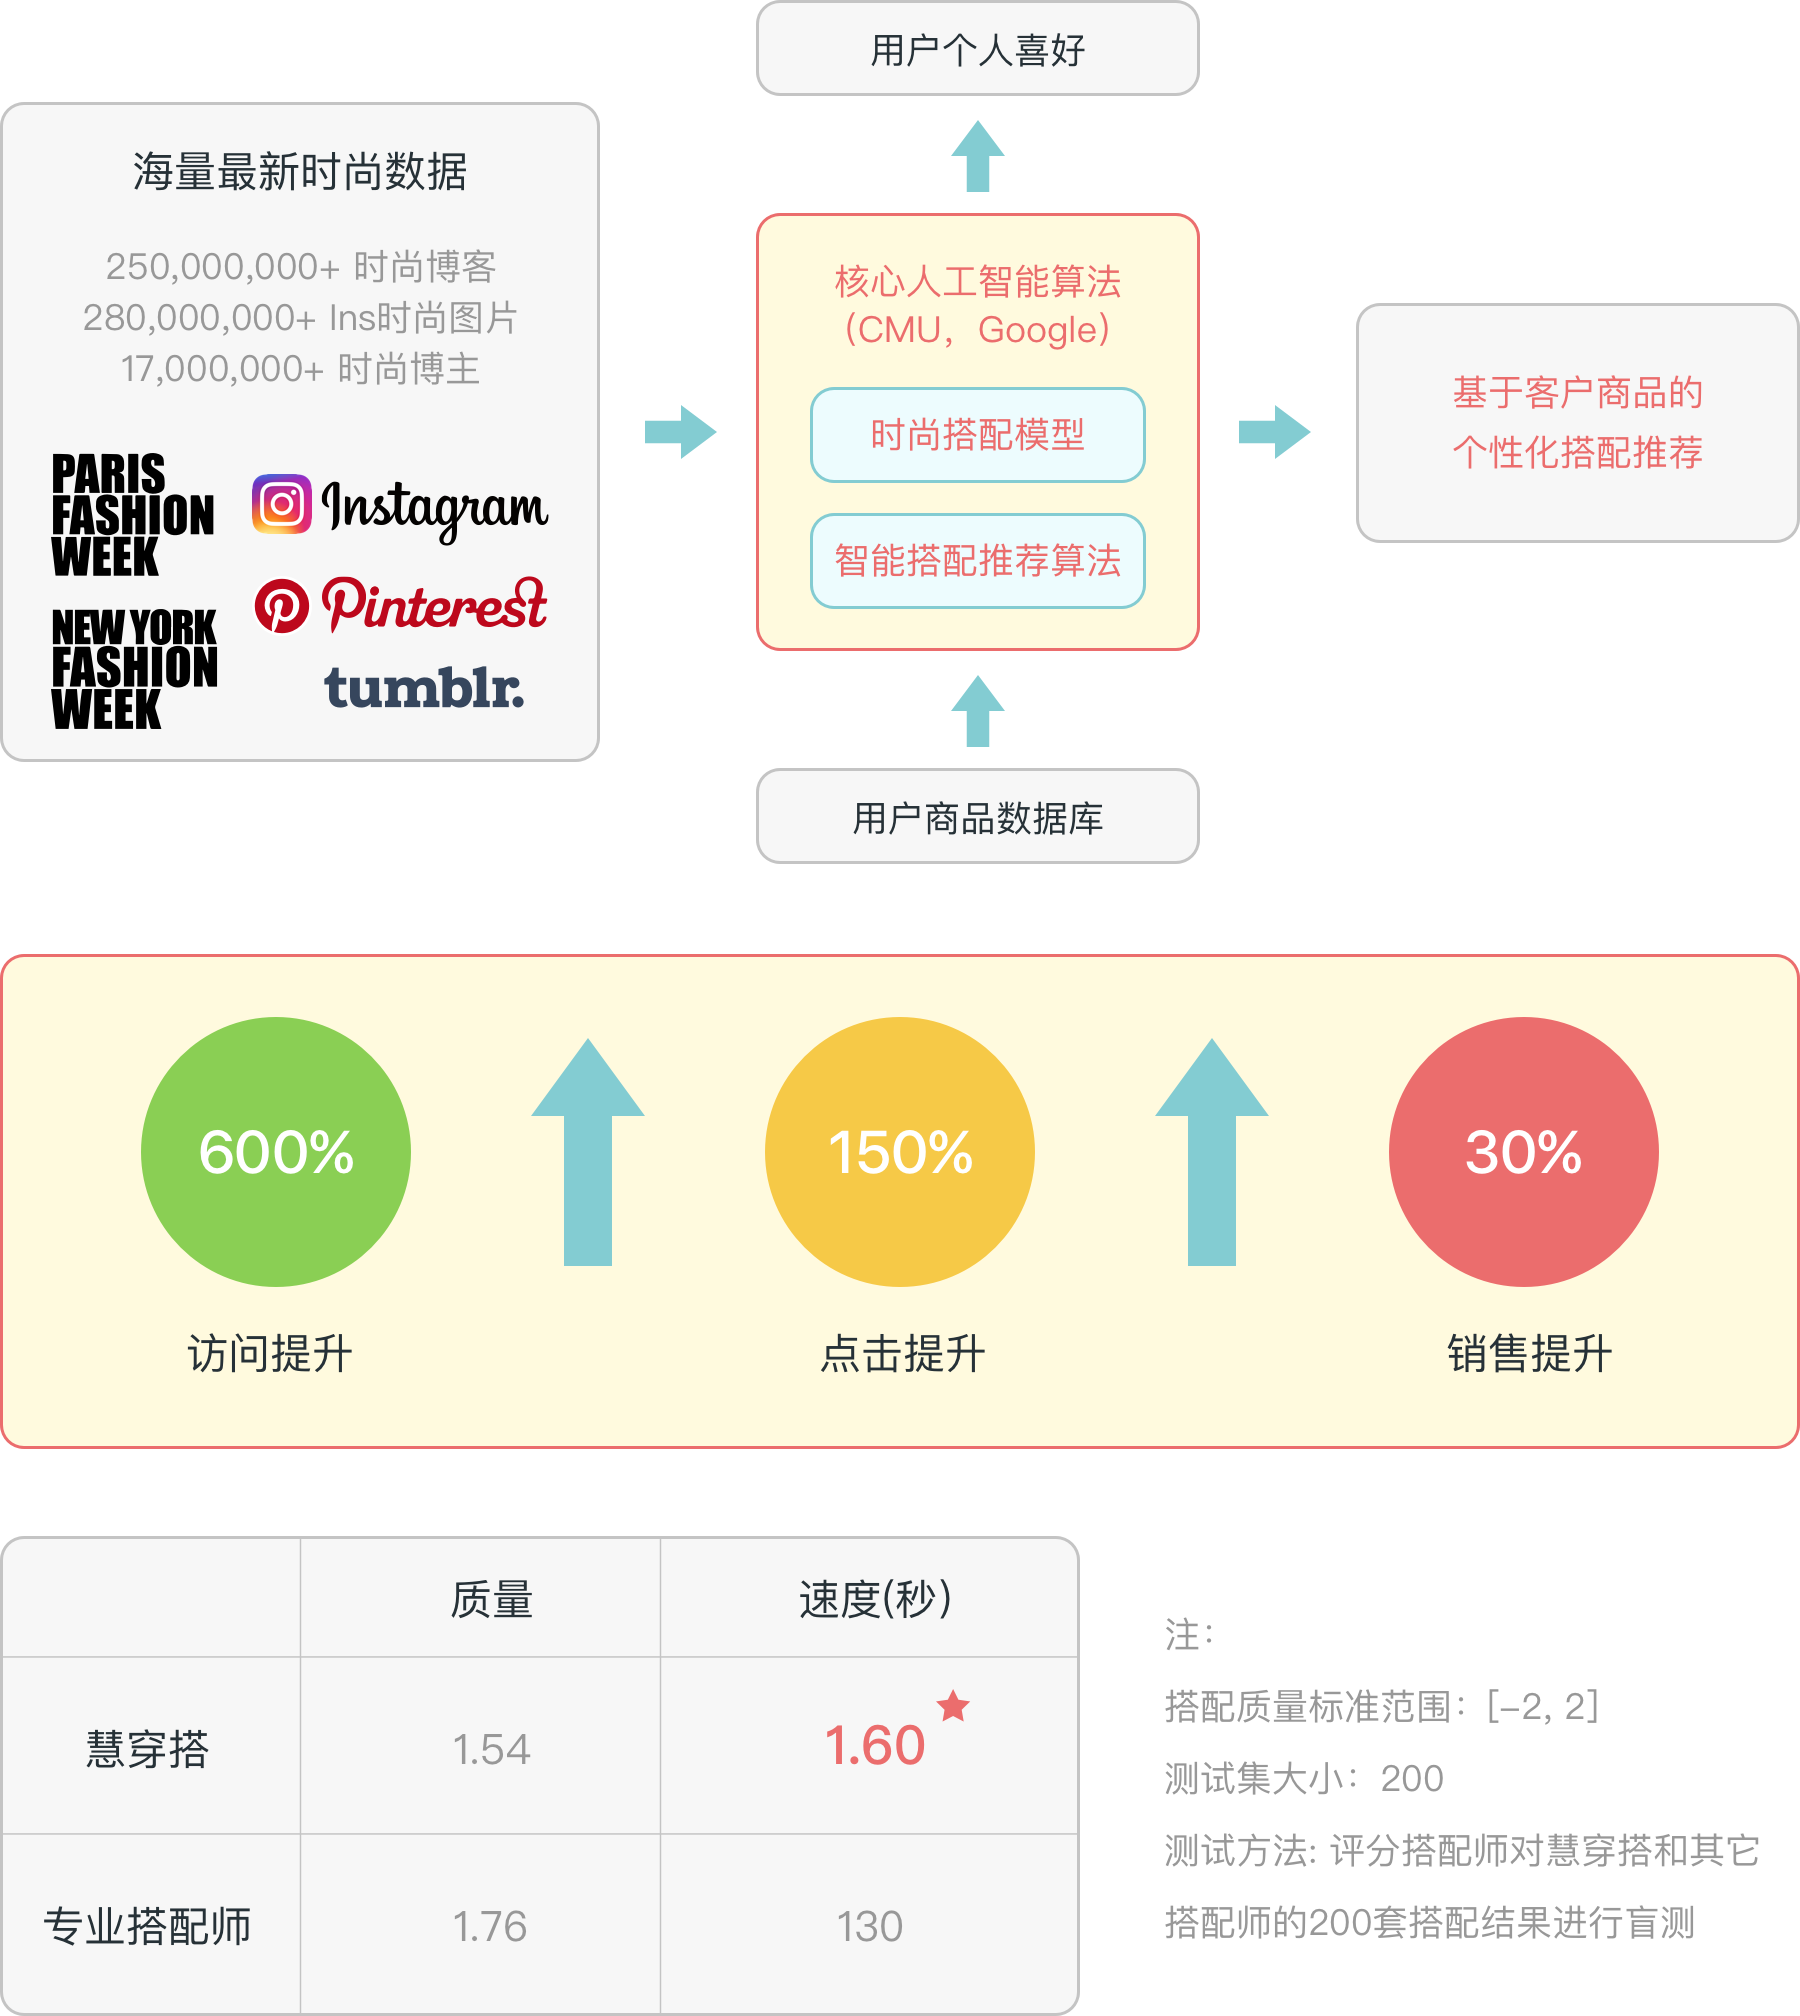 用户个人喜好
海量最新时尚数据
250,000,000+ 时尚博客
280,000,000+ Ins时尚图片
17,000,000+ 时尚博主
PARIS
FASHION
WEEK
NEW YORK
FASHION
WEEK
Instagram
Pinterest
tumblr.
核心人工智能算法
（CMU，Google）
时尚搭配模型
智能搭配推荐算法
用户商品数据库
基于客户商品的
个性化搭配推荐
600%
150%
30%
访问提升
点击提升
销售提升
质量 速度(秒)
慧穿搭 1.54 1.60
专业搭配师 1.76 130
注：
搭配质量标准范围：[-2, 2]
测试集大小：200
测试方法: 评分搭配师对慧穿搭和其它
搭配师的200套搭配结果进行盲测